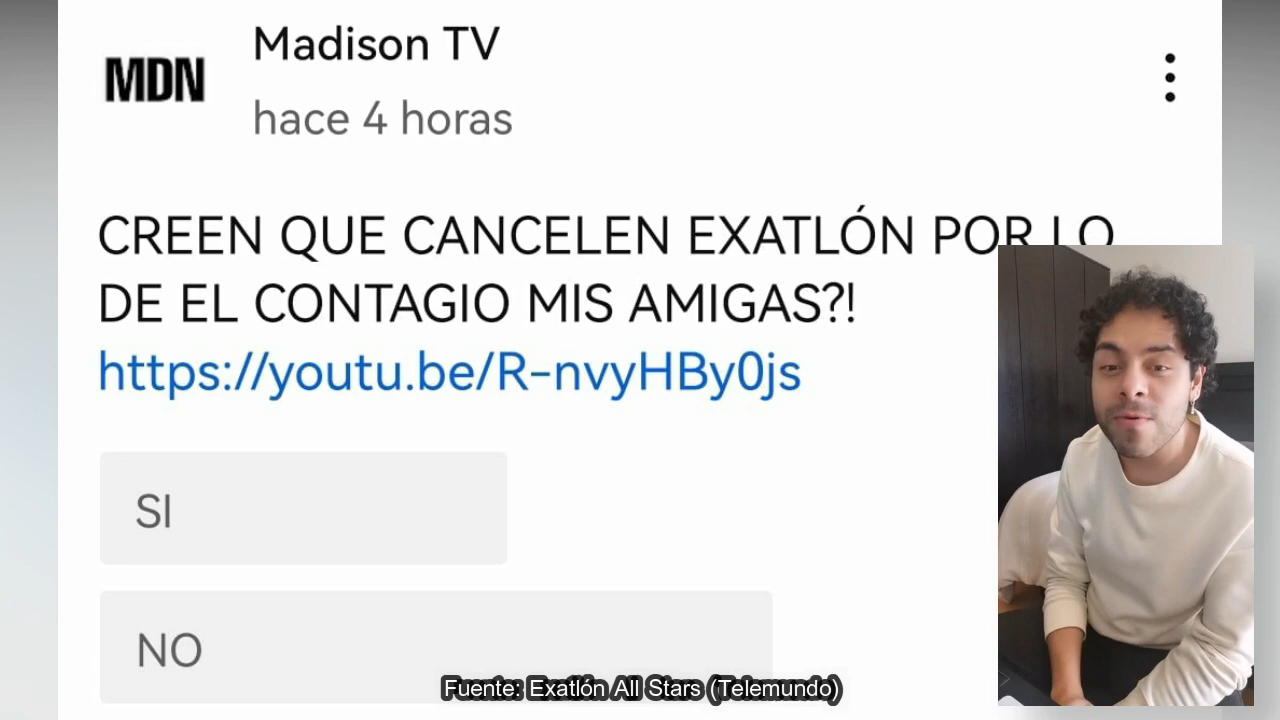 MDN
Madison TV
hace 4 horas
CREEN QUE CANCELEN EXATLÓN POR LO
DE EL CONTAGIO MIS AMIGAS?!
https://youtu.be/R-nvyHBy0js
SI
NO
Fuente: Exatlón All Stars (Telemundo)